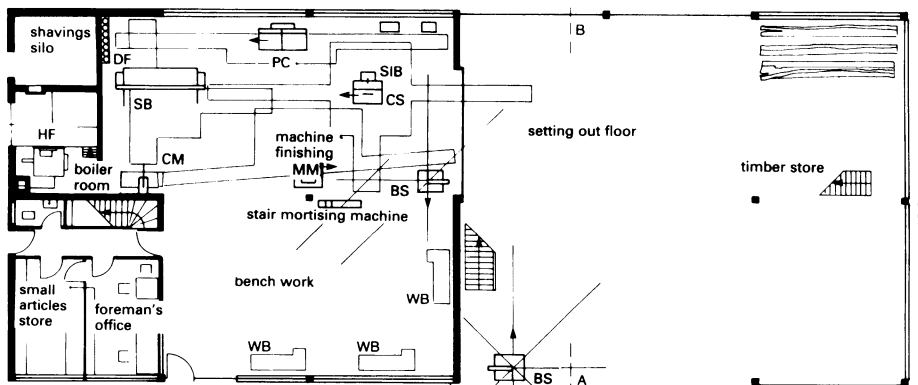 shavings
silo
DF
PC
B
SIB
CS
SB
setting out floor
HF
machine
finishing
MM
CM
boiler
room
timber store
BS
stair mortising machine
bench work
small
articles
store
foreman's
office
WB
WB
WB
BS
A